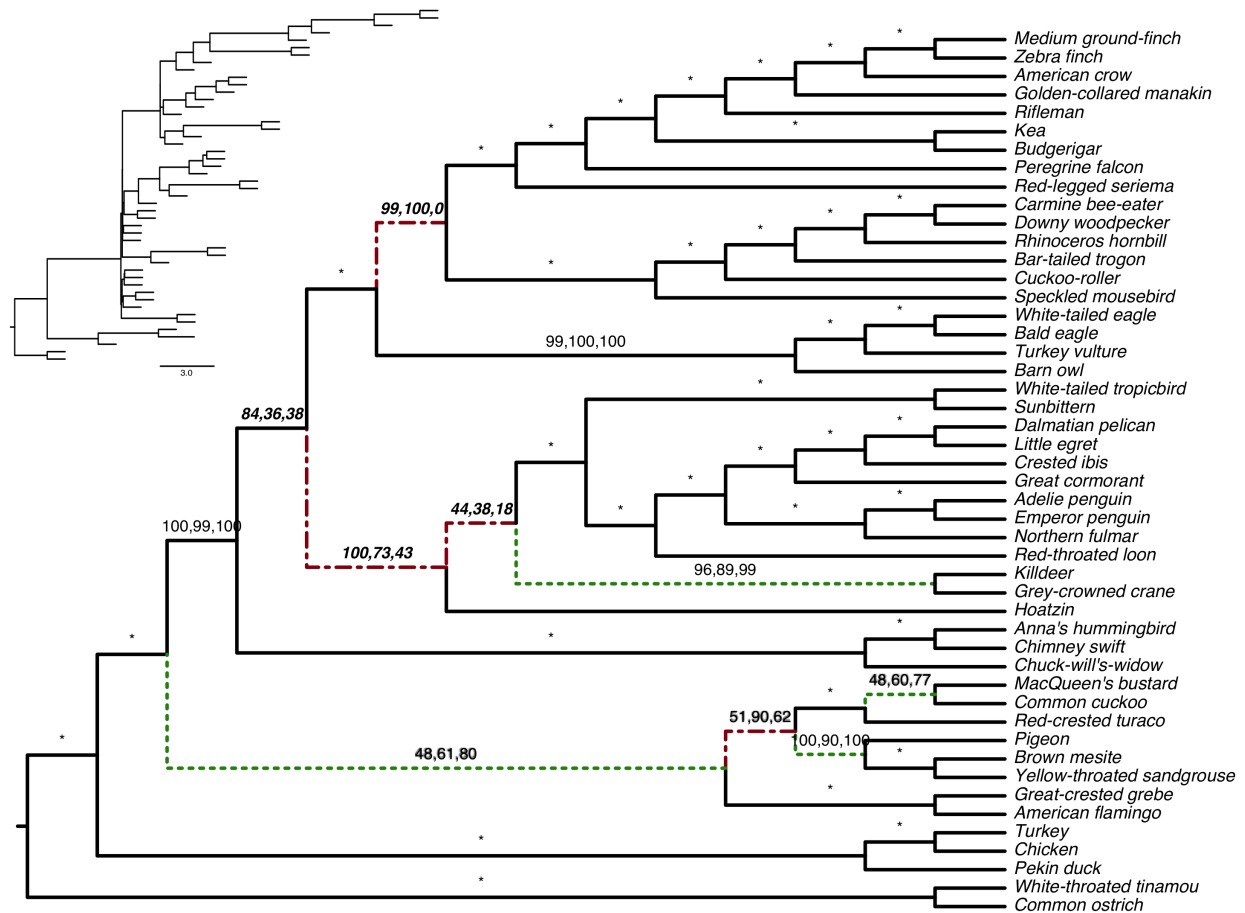 * Medium ground-finch
* Zebra finch
* American crow
* Golden-collared manakin
* Rifleman
* * Kea
* Budgerigar
* Peregrine falcon
Red-legged seriema
* Carmine bee-eater
99,100,0 * Downy woodpecker
* Rhinoceros hornbill
* Bar-tailed trogon
* * Cuckoo-roller
Speckled mousebird
* White-tailed eagle
99,100,100 * Bald eagle
Turkey vulture
3.0 Barn owl
* White-tailed tropicbird
84,36,38 Sunbittern
* Dalmatian pelican
* * Little egret
* Crested ibis
* Great cormorant
* Adelie penguin
44,38,18 * * Emperor penguin
100,99,100 Northern fulmar
100,73,43 Red-throated loon
96,89,99 Killdeer
Grey-crowned crane
Hoatzin
* Anna's hummingbird
* * Chimney swift
Chuck-will's-widow
48,60,77 MacQueen's bustard
* Common cuckoo
51,90,62 Red-crested turaco
* 100,90,100 Pigeon
48,61,80 * Brown mesite
Yellow-throated sandgrouse
* Great-crested grebe
American flamingo
* Turkey
* Chicken
Pekin duck
* White-throated tinamou
Common ostrich